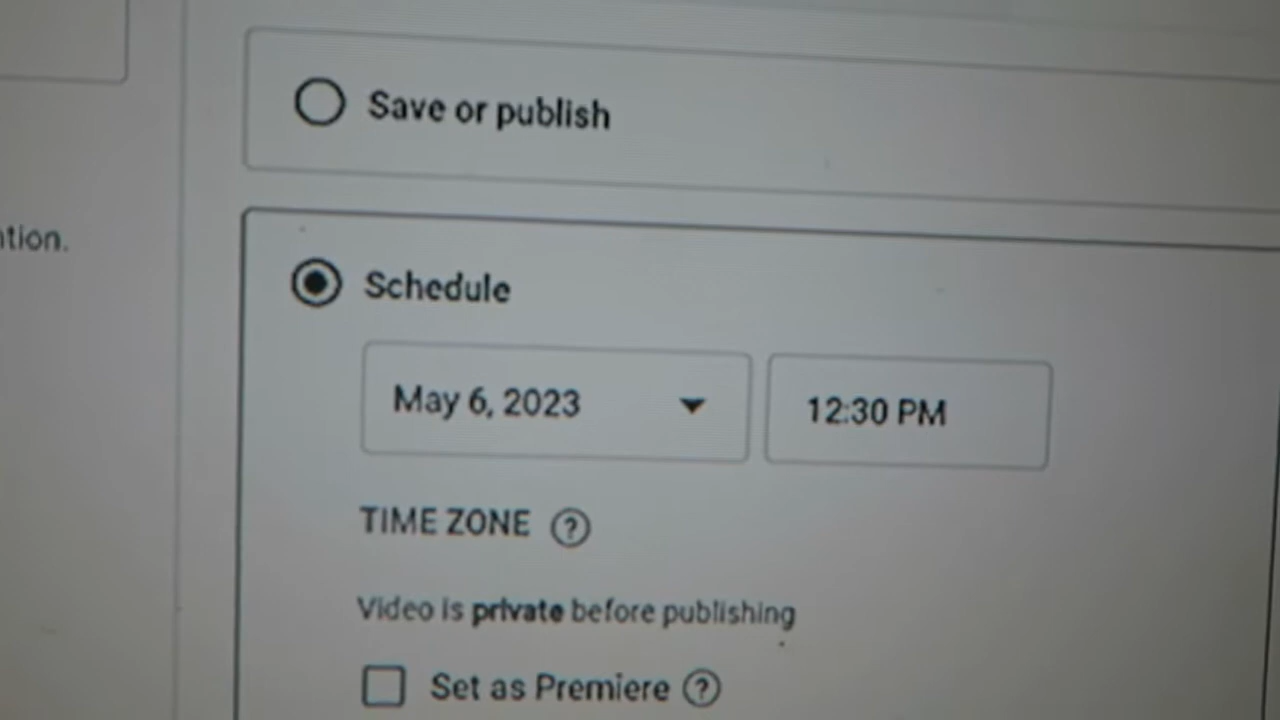 Save or publish
Schedule
May 6, 2023
12:30 PM
TIME ZONE ?
Video is private before publishing
Set as Premiere ?